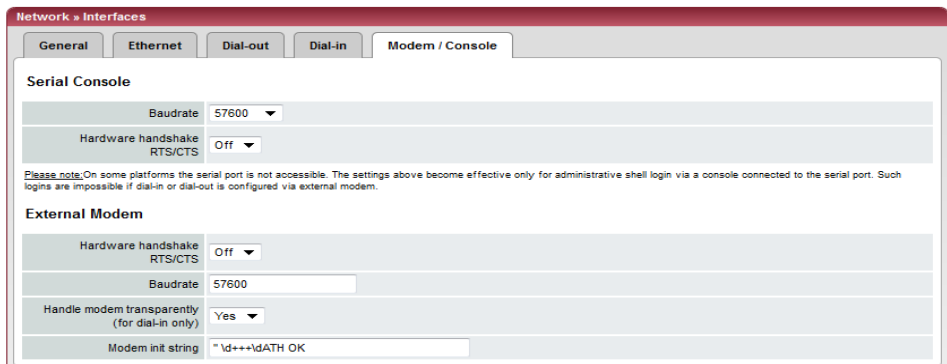 Network » Interfaces
General Ethernet Dial-out Dial-in Modem / Console
Serial Console
Baudrate 57600
Hardware handshake
RTS/CTS Off
Please note:On some platforms the serial port is not accessible. The settings above become effective only for administrative shell login via a console connected to the serial port. Such
logins are impossible if dial-in or dial-out is configured via external modem.
External Modem
Hardware handshake
RTS/CTS Off
Baudrate 57600
Handle modem transparently
(for dial-in only) Yes
Modem init string " \d+++\dATH OK